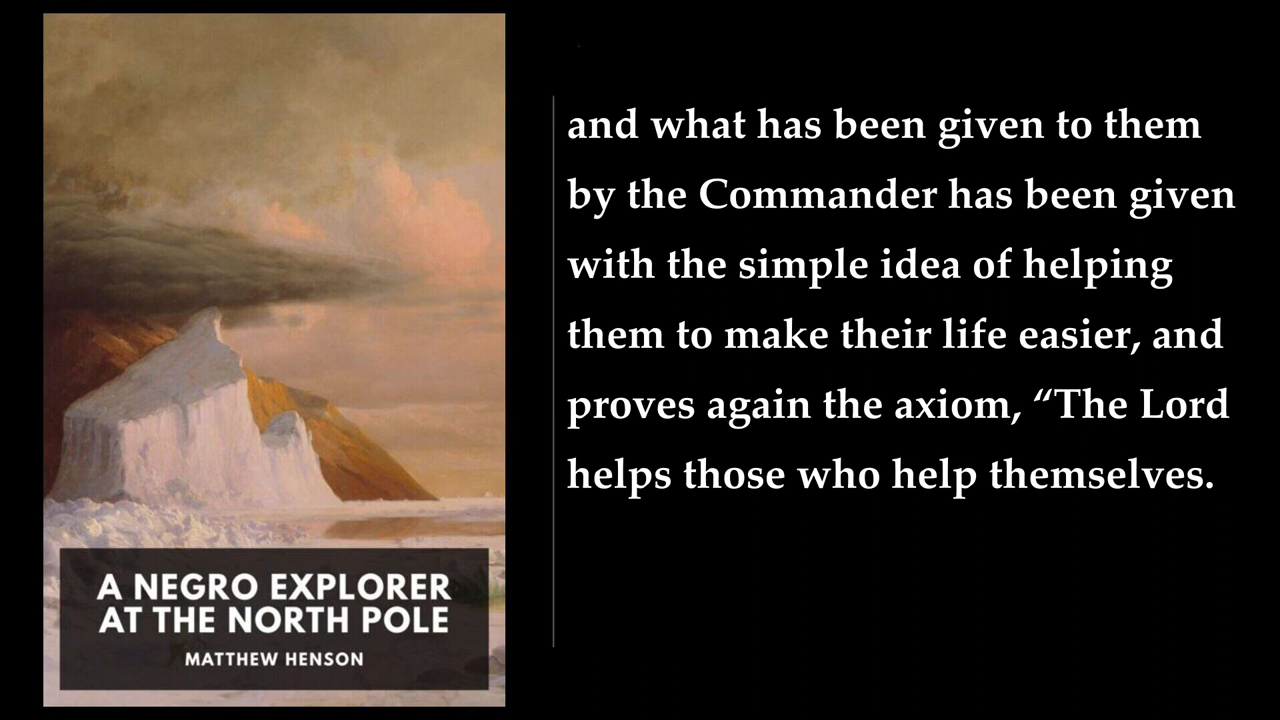 A NEGRO EXPLORER
AT THE NORTH POLE
MATTHEW HENSON
and what has been given to them
by the Commander has been given
with the simple idea of helping
them to make their life easier, and
proves again the axiom, “The Lord
helps those who help themselves.